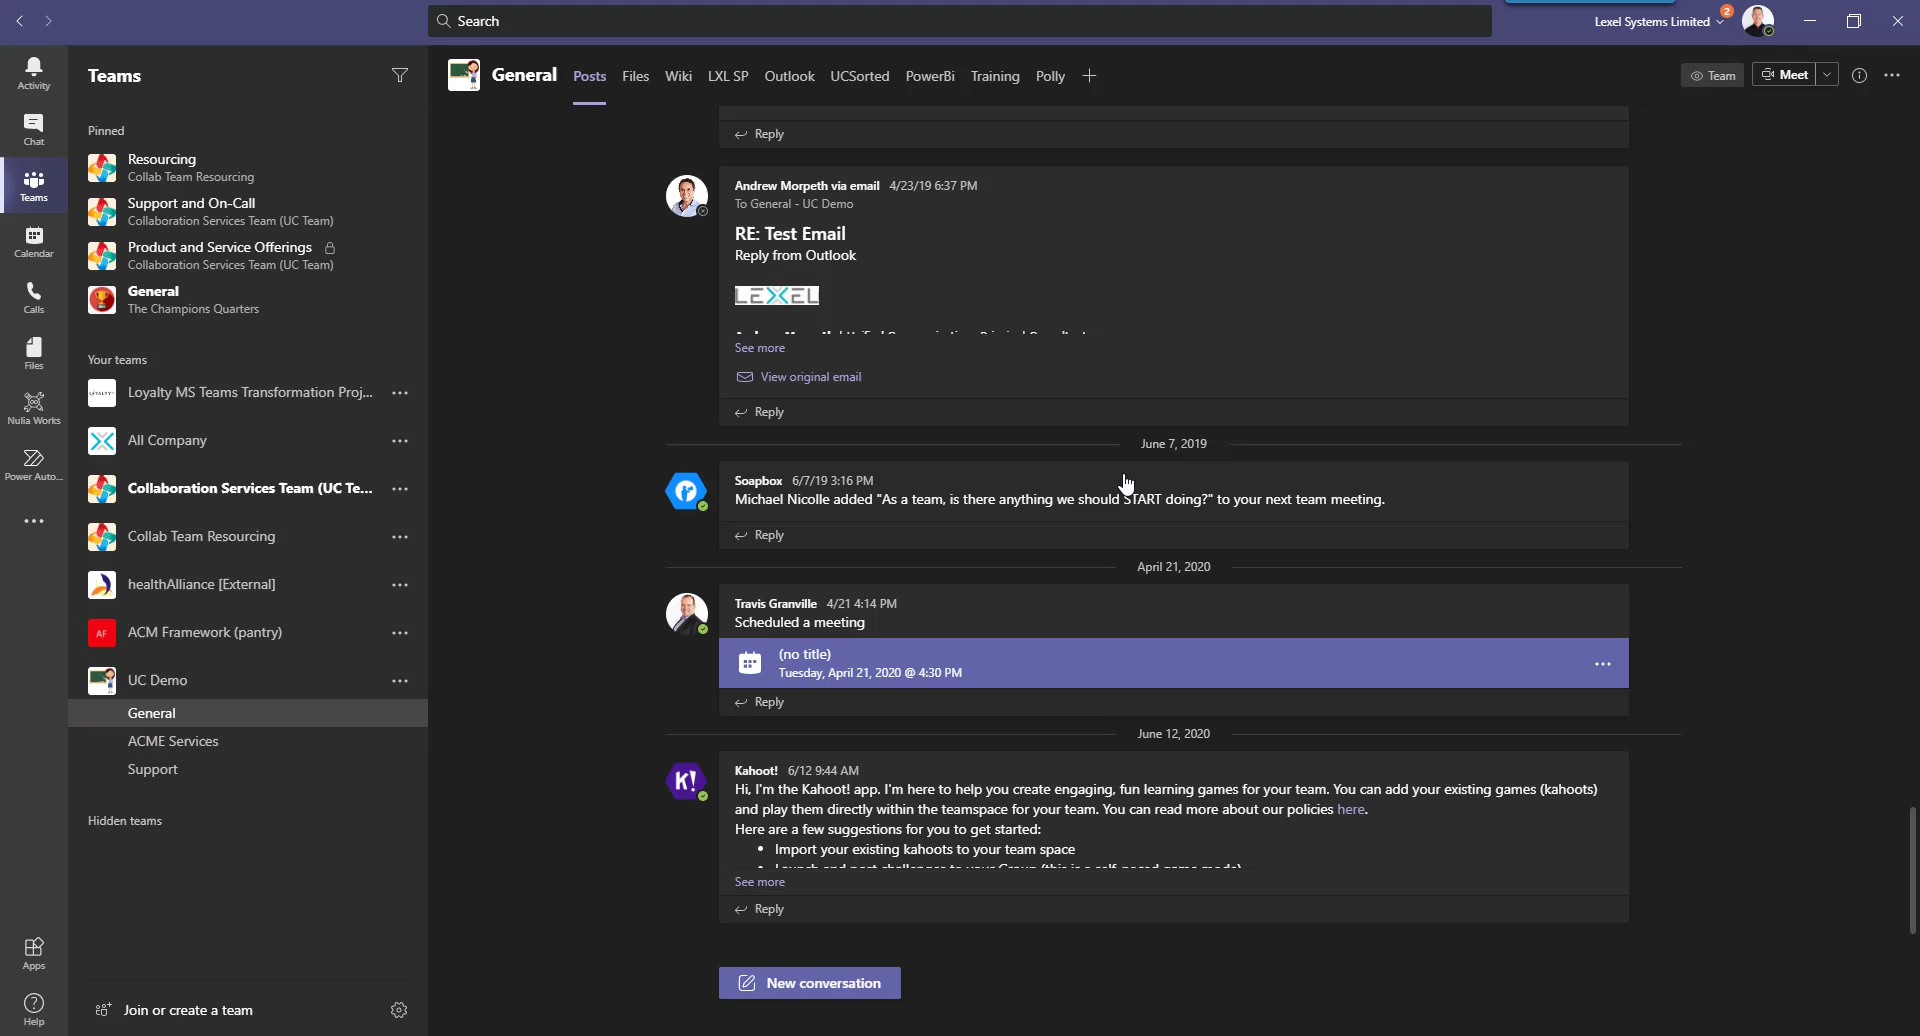 Search
Lexel Systems Limited
2
Activity
Chat
Teams
Calendar
Calls
Files
Nulia Works
Power Auto...
Apps
Help
Teams
Pinned
Resourcing
Collab Team Resourcing
Support and On-Call
Collaboration Services Team (UC Team)
Product and Service Offerings
Collaboration Services Team (UC Team)
General
The Champions Quarters
Your teams
Loyalty MS Teams Transformation Proj...
All Company
Collaboration Services Team (UC Te...
Collab Team Resourcing
healthAlliance [External]
AF
ACM Framework (pantry)
UC Demo
General
ACME Services
Support
Hidden teams
Join or create a team
General Posts Files Wiki LXL SP Outlook UCSorted PowerBi Training Polly
Team Meet
Reply
Andrew Morpeth via email 4/23/19 6:37 PM
To General - UC Demo
RE: Test Email
Reply from Outlook
LEXEL
See more
View original email
Reply
June 7, 2019
Soapbox 6/7/19 3:16 PM
Michael Nicolle added "As a team, is there anything we should START doing?" to your next team meeting.
Reply
April 21, 2020
Travis Granville 4/21 4:14 PM
Scheduled a meeting
(no title)
Tuesday, April 21, 2020 @ 4:30 PM
Reply
June 12, 2020
K!
Kahoot! 6/12 9:44 AM
Hi, I'm the Kahoot! app. I'm here to help you create engaging, fun learning games for your team. You can add your existing games (kahoots)
and play them directly within the teamspace for your team. You can read more about our policies here.
Here are a few suggestions for you to get started:
• Import your existing kahoots to your team space
See more
Reply
New conversation